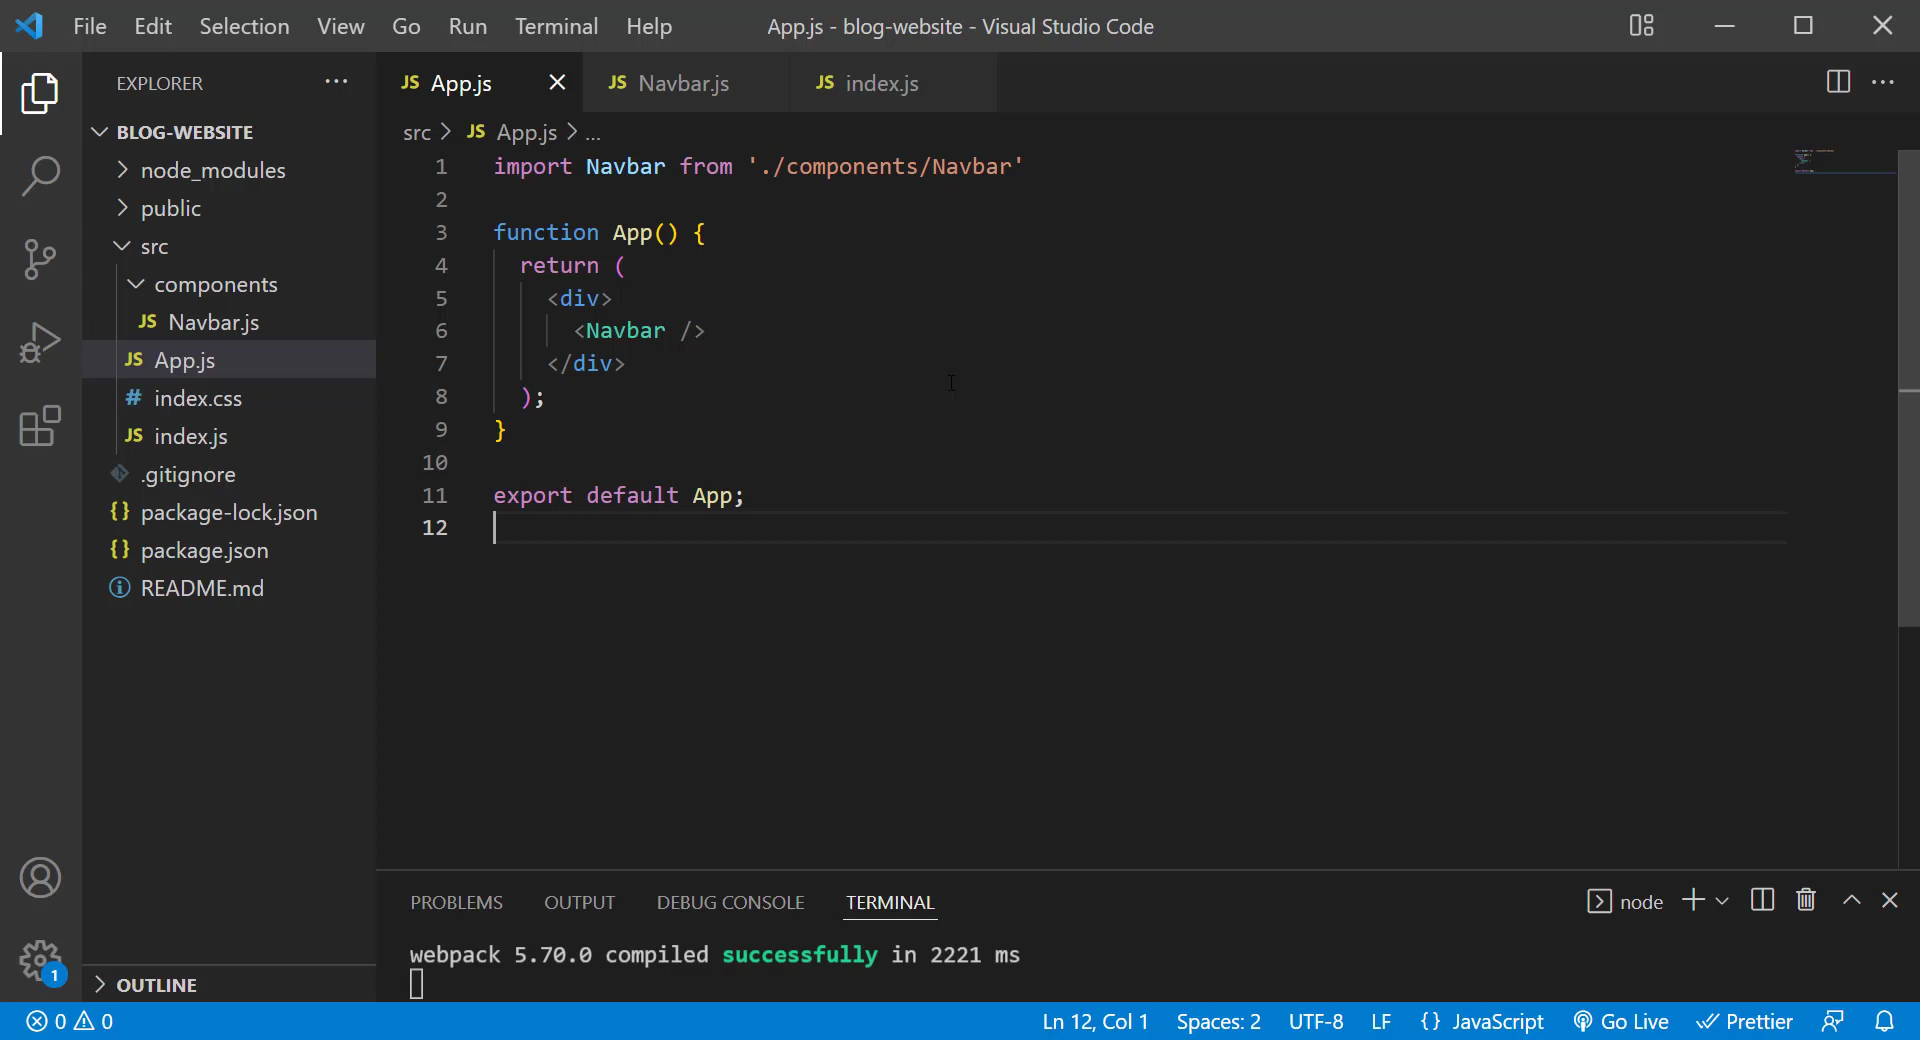 File Edit Selection View Go Run Terminal Help App.js - blog-website - Visual Studio Code
EXPLORER
BLOG-WEBSITE
node_modules
public
src
components
JS Navbar.js
JS App.js
# index.css
JS index.js
.gitignore
{} package-lock.json
{} package.json
README.md
OUTLINE
JS App.js JS Navbar.js JS index.js
src > JS App.js > ...
1 import Navbar from './components/Navbar'
2
3 function App() {
4 return (
5 <div>
6 <Navbar />
7 </div>
8 );
9 }
10
11 export default App;
12
PROBLEMS OUTPUT DEBUG CONSOLE TERMINAL node
webpack 5.70.0 compiled successfully in 2221 ms
1
0 0 Ln 12, Col 1 Spaces: 2 UTF-8 LF {} JavaScript Go Live Prettier